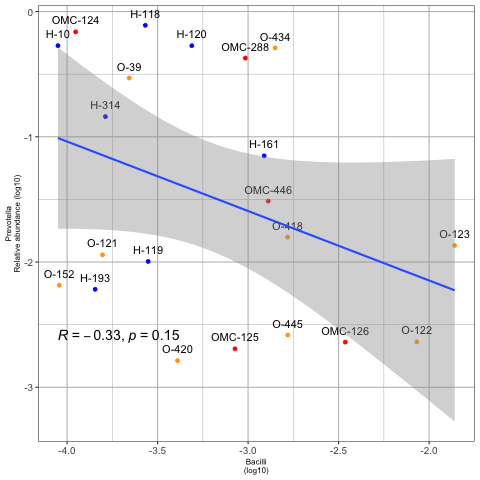 0
H-118
OMC-124
H-10
H-120
O-434
OMC-288
O-39
H-314
-1
H-161
OMC-446
O-418
O-123
O-121
H-119
-2
O-152
H-193
O-445
R = −0.33, p = 0.15
OMC-125
OMC-126
O-122
O-420
-3
-4.0 -3.5 -3.0 -2.5 -2.0
Bacilli
(log10)
Prevotella
Relative abundance (log10)